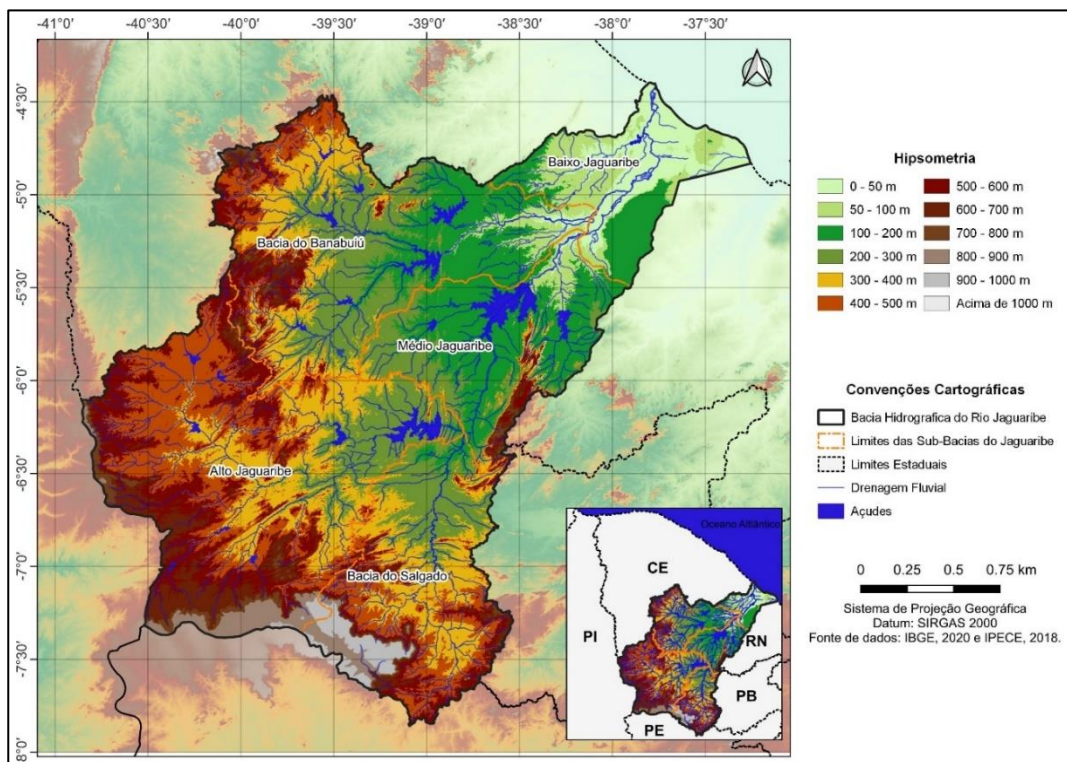 -41°0' -40°30' -40°0' -39°30' -39°0' -38°30' -38°0' -37°30'
-4°30'
-5°0'
-5°30'
-6°0'
-6°30'
-7°0'
-7°30'
8°0'
Baixo Jaguaribe
Bacia do Banabuiú
Médio Jaguaribe
Alto Jaguaribe
Bacia do Salgado
Oceano Atlântico
CE
PI
RN
PB
PE
Hipsometria
0 - 50 m 500 - 600 m
50 - 100 m 600 - 700 m
100 - 200 m 700 - 800 m
200 - 300 m 800 - 900 m
300 - 400 m 900 - 1000 m
400 - 500 m Acima de 1000 m
Convenções Cartográficas
Bacia Hidrografica do Rio Jaguaribe
Limites das Sub-Bacias do Jaguaribe
Limites Estaduais
Drenagem Fluvial
Açudes
0 0.25 0.5 0.75 km
Sistema de Projeção Geográfica
Datum: SIRGAS 2000
Fonte de dados: IBGE, 2020 e IPECE, 2018.